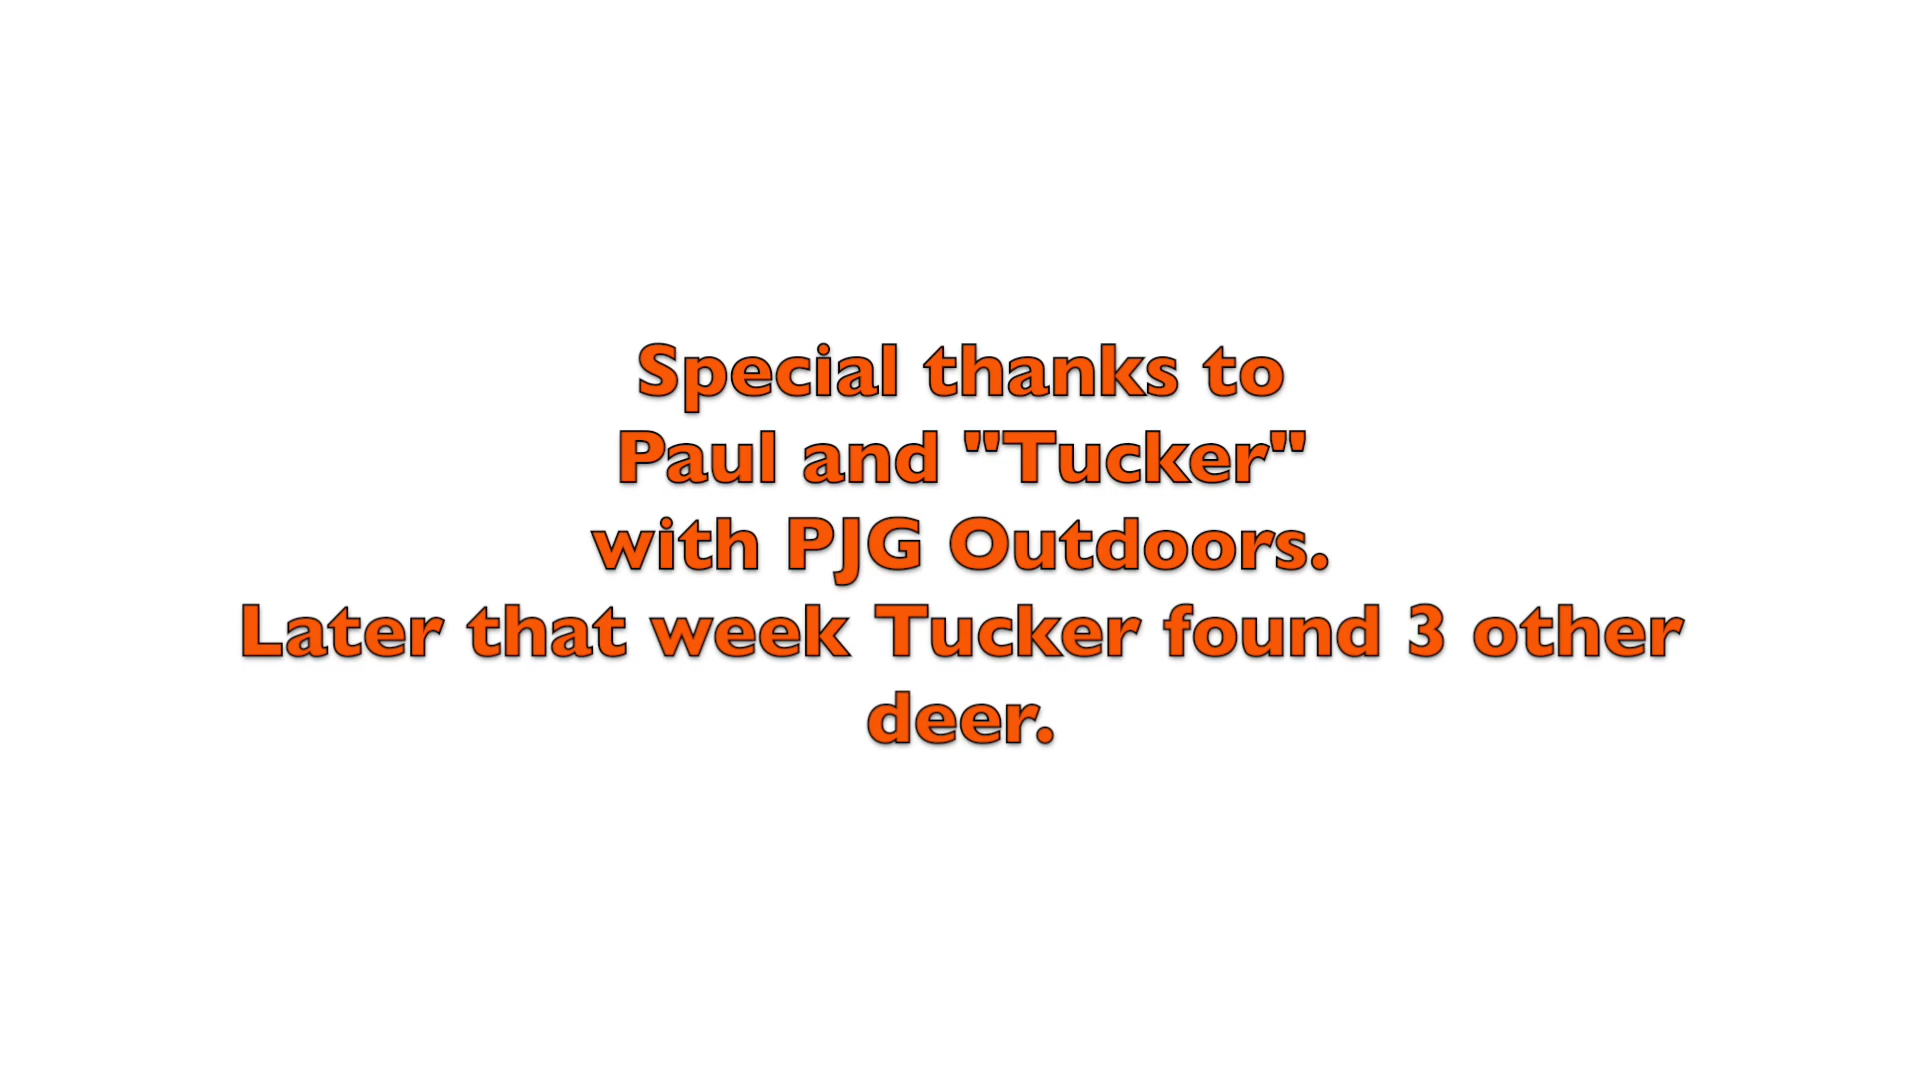 Special thanks to
Paul and "Tucker"
with PJG Outdoors.
Later that week Tucker found 3 other
deer.